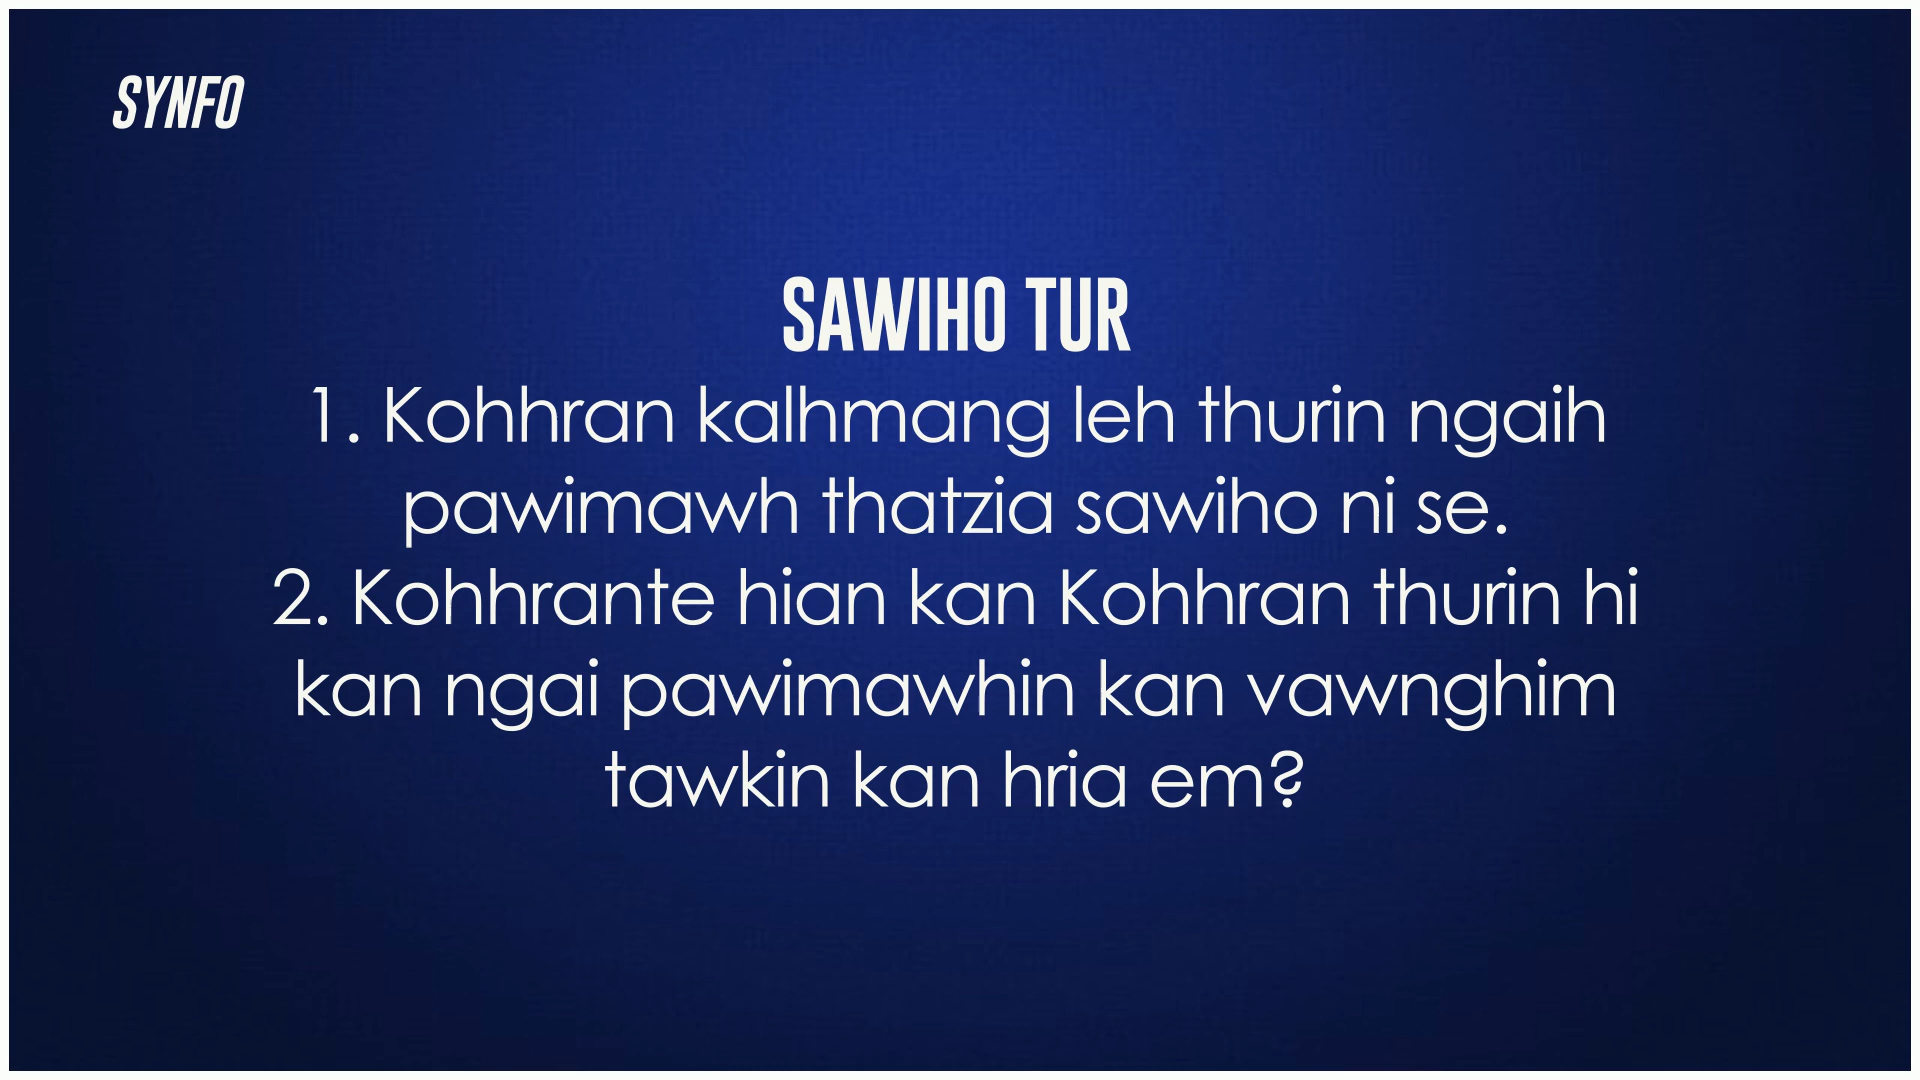 SYNFO
SAWIHO TUR
1. Kohhran kalhmang leh thurin ngaih
pawimawh thatzia sawiho ni se.
2. Kohhrante hian kan Kohhran thurin hi
kan ngai pawimawhin kan vawnghim
tawkin kan hria em?